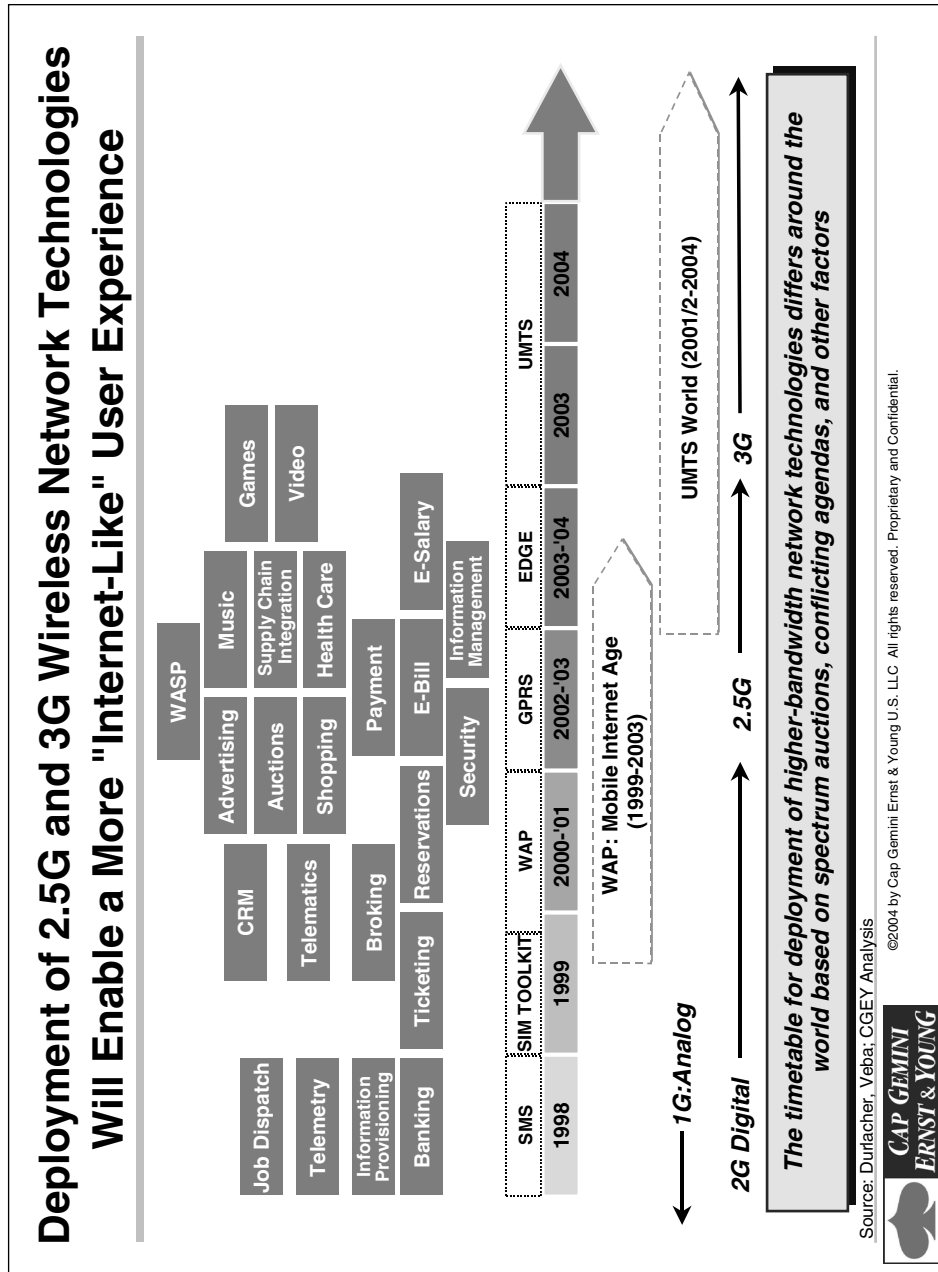 Deployment of 2.5G and 3G Wireless Network Technologies
Will Enable a More "Internet-Like" User Experience
WASP
Job Dispatch
CRM
Advertising
Music
Games
Telemetry
Telematics
Auctions
Supply Chain
Integration
Video
Information
Provisioning
Broking
Shopping
Health Care
Payment
Banking
Ticketing
Reservations
E-Bill
E-Salary
Security
Information
Management
SMS
SIM TOOLKIT
WAP
GPRS
EDGE
UMTS
1998
1999
2000-'01
2002-'03
2003-'04
2003
2004
WAP: Mobile Internet Age
(1999-2003)
UMTS World (2001/2-2004)
1G:Analog
2G Digital
2.5G
3G
The timetable for deployment of higher-bandwidth network technologies differs around the
world based on spectrum auctions, conflicting agendas, and other factors
Source: Durlacher, Veba; CGEY Analysis
CAP GEMINI
ERNST & YOUNG
©2004 by Cap Gemini Ernst & Young U.S. LLC All rights reserved. Proprietary and Confidential.